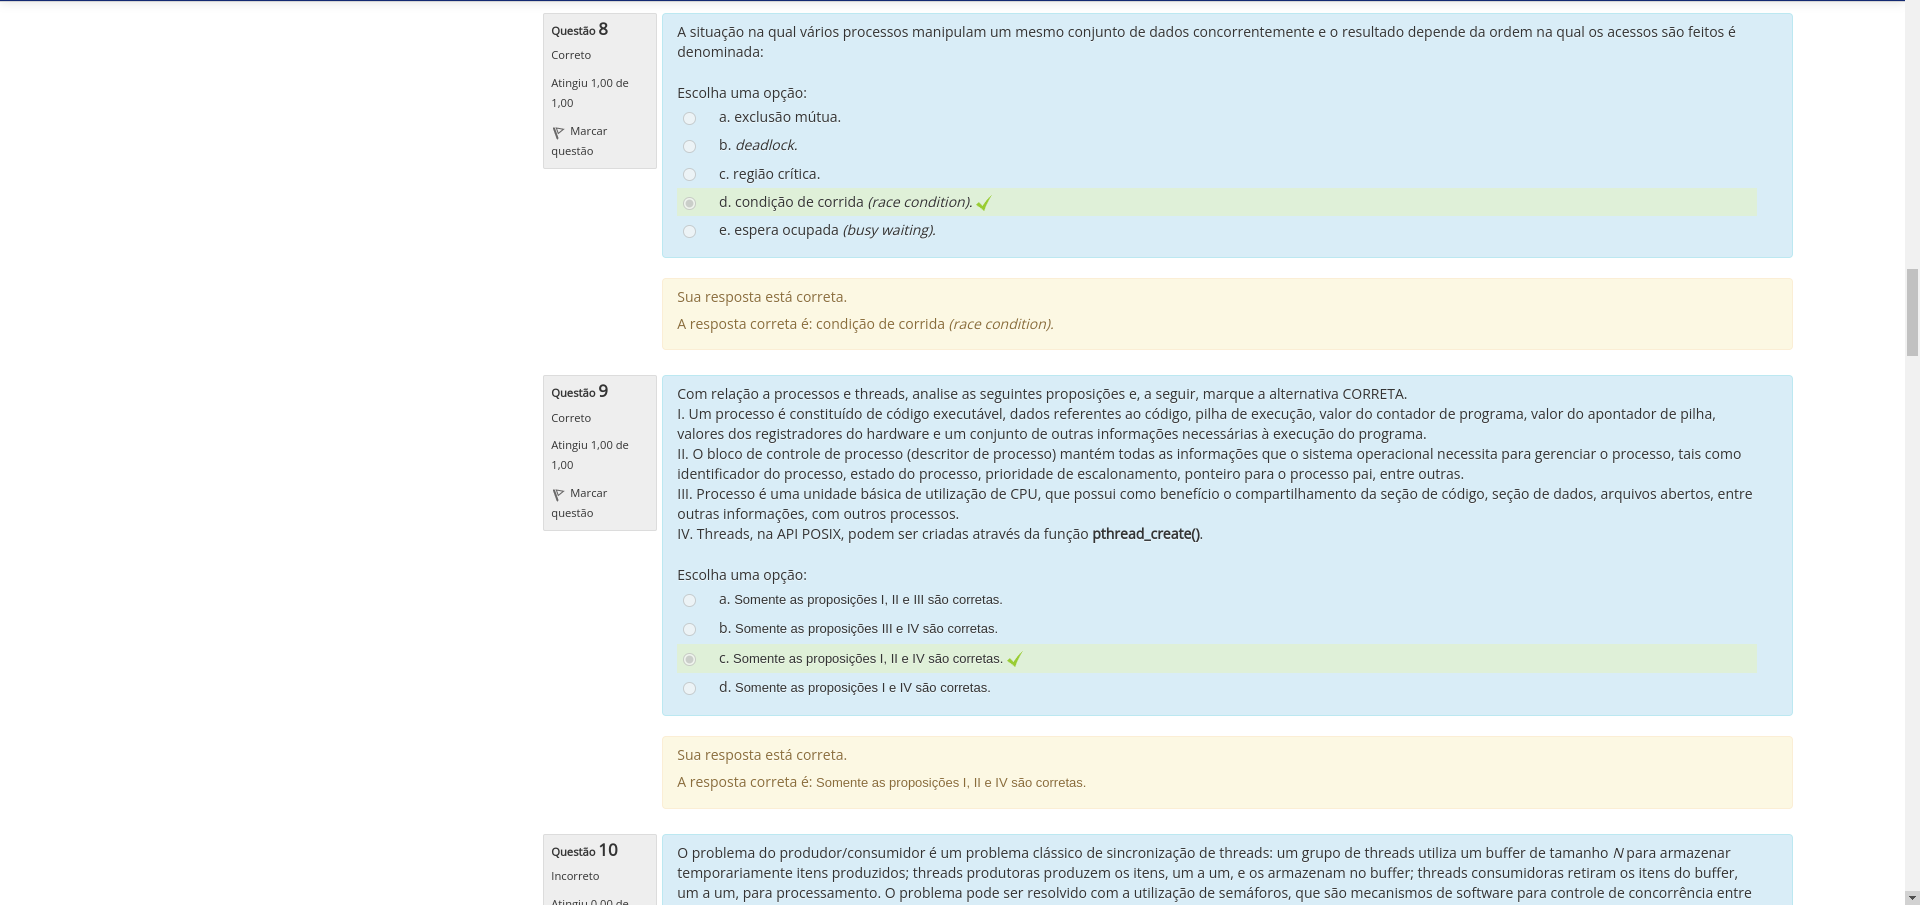 Questão 8
Correto
Atingiu 1,00 de
1,00
Marcar
questão
A situação na qual vários processos manipulam um mesmo conjunto de dados concorrentemente e o resultado depende da ordem na qual os acessos são feitos é
denominada:
Escolha uma opção:
a. exclusão mútua.
b. deadlock.
c. região crítica.
d. condição de corrida (race condition).
e. espera ocupada (busy waiting).
Sua resposta está correta.
A resposta correta é: condição de corrida (race condition).
Questão 9
Correto
Atingiu 1,00 de
1,00
Marcar
questão
Com relação a processos e threads, analise as seguintes proposições e, a seguir, marque a alternativa CORRETA.
I. Um processo é constituído de código executável, dados referentes ao código, pilha de execução, valor do contador de programa, valor do apontador de pilha,
valores dos registradores do hardware e um conjunto de outras informações necessárias à execução do programa.
II. O bloco de controle de processo (descritor de processo) mantém todas as informações que o sistema operacional necessita para gerenciar o processo, tais como
identificador do processo, estado do processo, prioridade de escalonamento, ponteiro para o processo pai, entre outras.
III. Processo é uma unidade básica de utilização de CPU, que possui como benefício o compartilhamento da seção de código, seção de dados, arquivos abertos, entre
outras informações, com outros processos.
IV. Threads, na API POSIX, podem ser criadas através da função pthread_create().
Escolha uma opção:
a. Somente as proposições I, II e III são corretas.
b. Somente as proposições III e IV são corretas.
c. Somente as proposições I, II e IV são corretas.
d. Somente as proposições I e IV são corretas.
Sua resposta está correta.
A resposta correta é: Somente as proposições I, II e IV são corretas.
Questão 10
Incorreto
Atingiu 0,00 de
O problema do produdor/consumidor é um problema clássico de sincronização de threads: um grupo de threads utiliza um buffer de tamanho N para armazenar
temporariamente itens produzidos; threads produtoras produzem os itens, um a um, e os armazenam no buffer; threads consumidoras retiram os itens do buffer,
um a um, para processamento. O problema pode ser resolvido com a utilização de semáforos, que são mecanismos de software para controle de concorrência entre